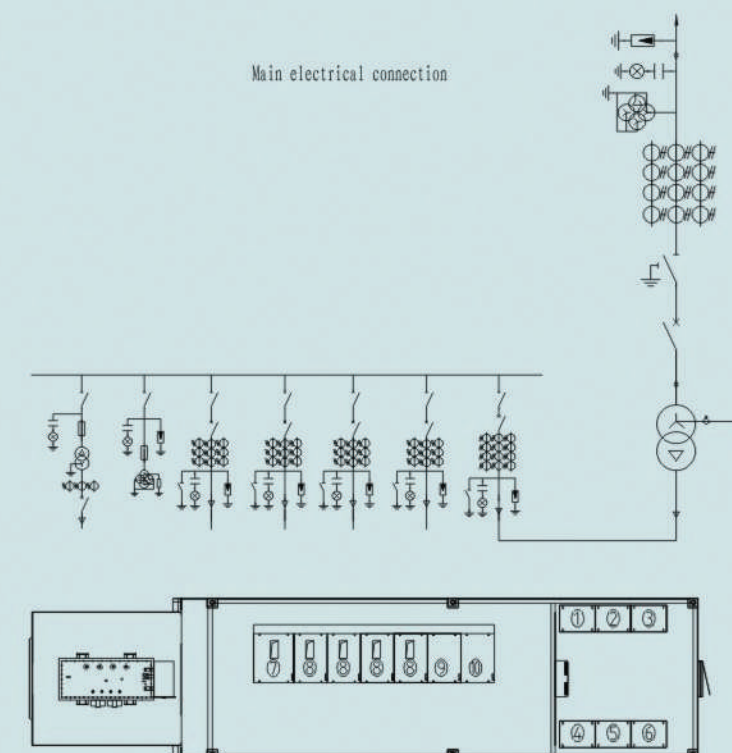 Main electrical connection
① ② ③
⑦ ⑧ ⑧ ⑧ ⑧ ⑨ ⑩
④ ⑤ ⑥